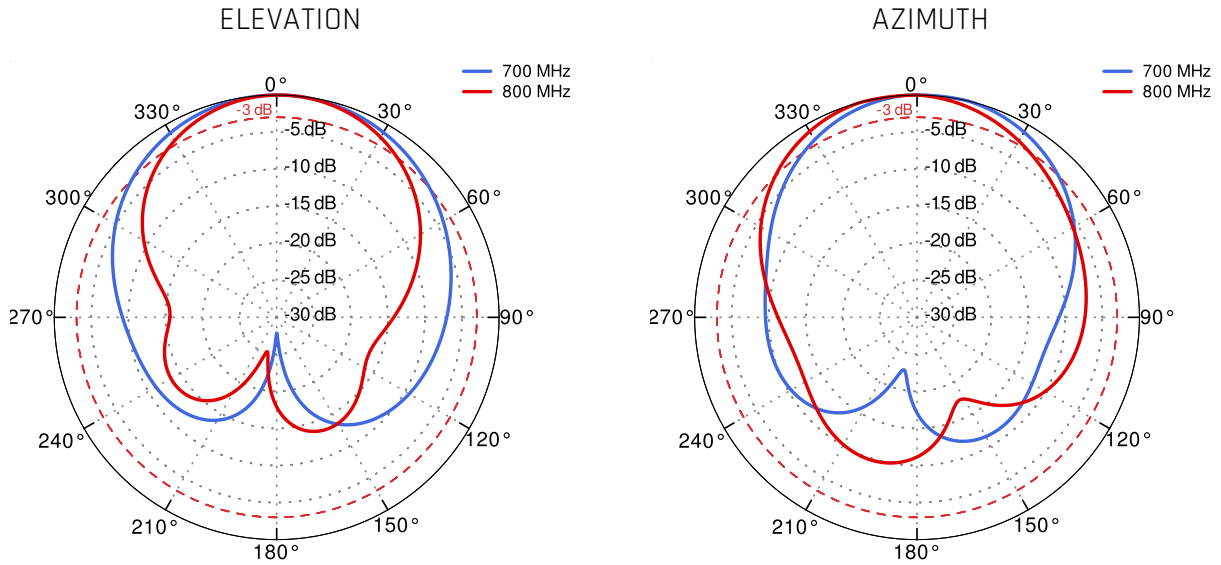 ELEVATION
700 MHz
800 MHz
0°
-3 dB
330°
30°
-5 dB
-10 dB
300°
60°
-15 dB
-20 dB
-25 dB
-30 dB
270°
90°
240°
120°
210°
150°
180°
AZIMUTH
700 MHz
800 MHz
0°
-3 dB
330°
30°
-5 dB
-10 dB
300°
60°
-15 dB
-20 dB
-25 dB
-30 dB
270°
90°
240°
120°
210°
150°
180°